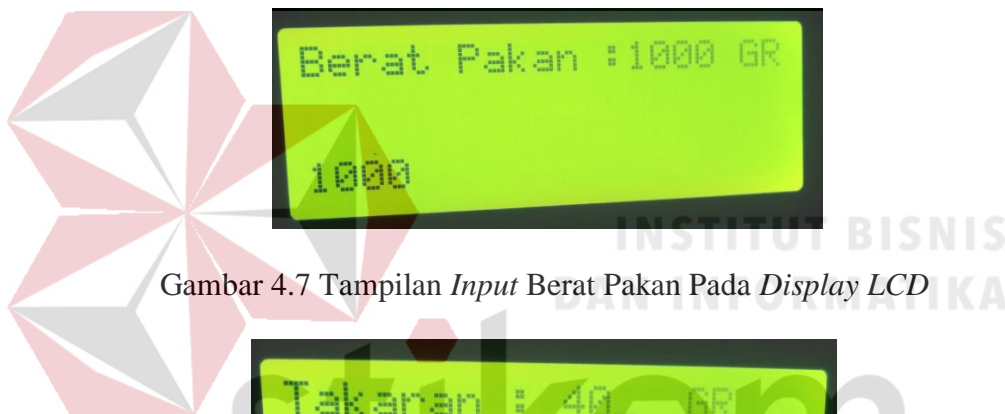 Berat Pakan :1000 GR
1000
INSTITUT BISNIS
Gambar 4.7 Tampilan Input Berat Pakan Pada Display LCD
DAN INFORMATIKA
Takaran : 40 GR
stikom